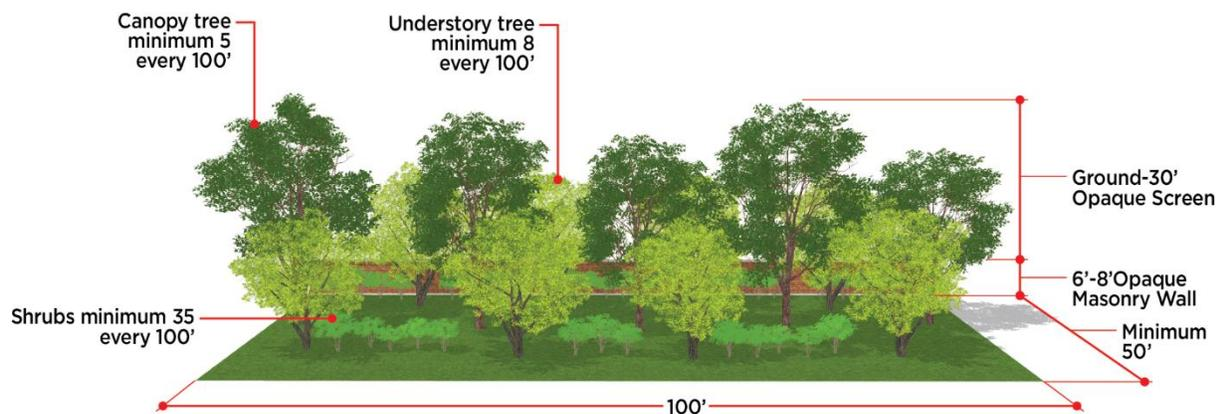 Canopy tree
minimum 5
every 100'
Understory tree
minimum 8
every 100'
Ground-30'
Opaque Screen
6'-8'Opaque
Masonry Wall
Shrubs minimum 35
every 100'
Minimum
50'
100'